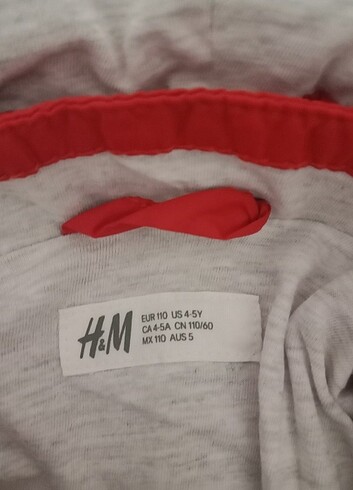 H&M
EUR 110 US 4-5Y
CA 4-5A CN 110/60
MX 110 AUS 5